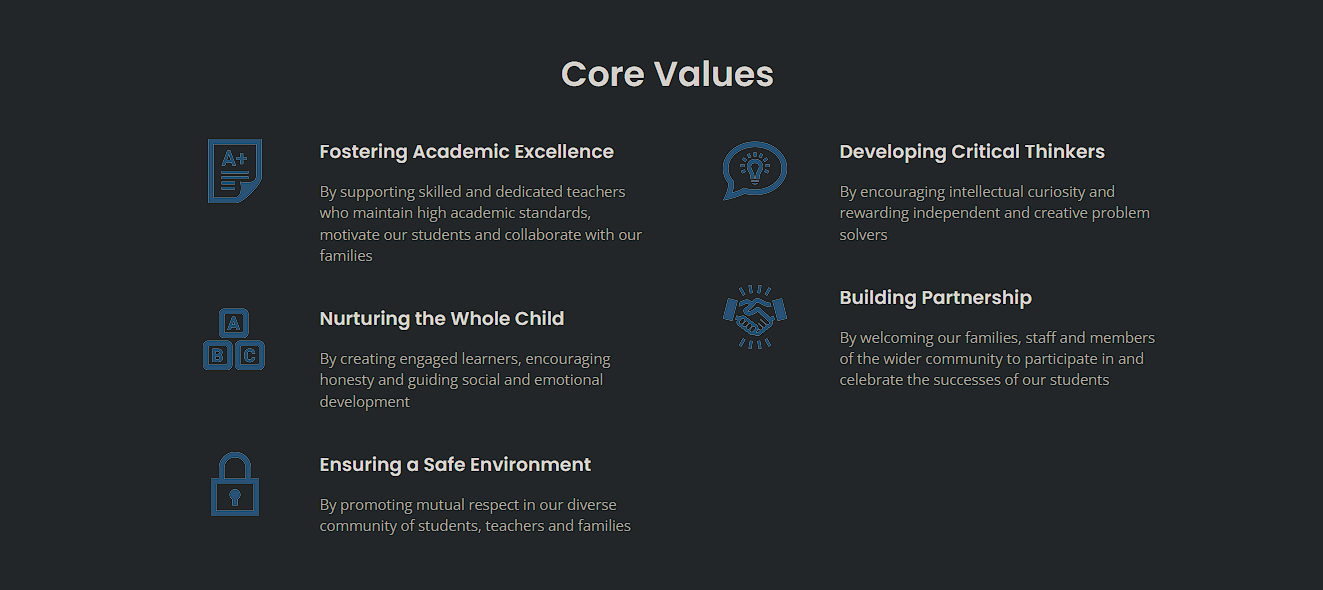 Core Values
A+
Fostering Academic Excellence
By supporting skilled and dedicated teachers
who maintain high academic standards,
motivate our students and collaborate with our
families
A
B C
Nurturing the Whole Child
By creating engaged learners, encouraging
honesty and guiding social and emotional
development
Ensuring a Safe Environment
By promoting mutual respect in our diverse
community of students, teachers and families
Developing Critical Thinkers
By encouraging intellectual curiosity and
rewarding independent and creative problem
solvers
Building Partnership
By welcoming our families, staff and members
of the wider community to participate in and
celebrate the successes of our students